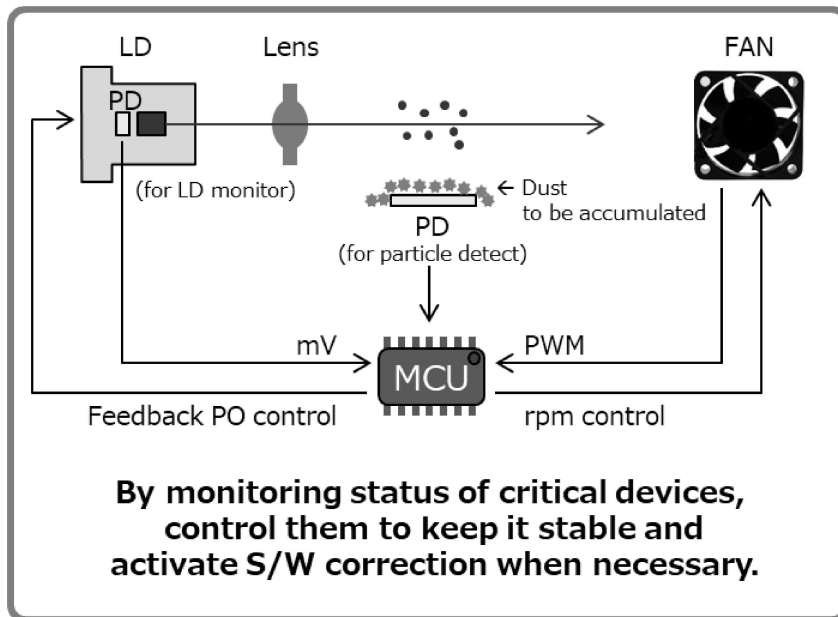 LD
Lens
FAN
PD
(for LD monitor)
← Dust
to be accumulated
PD
(for particle detect)
mV
PWM
MCU
Feedback PO control
rpm control
By monitoring status of critical devices,
control them to keep it stable and
activate S/W correction when necessary.